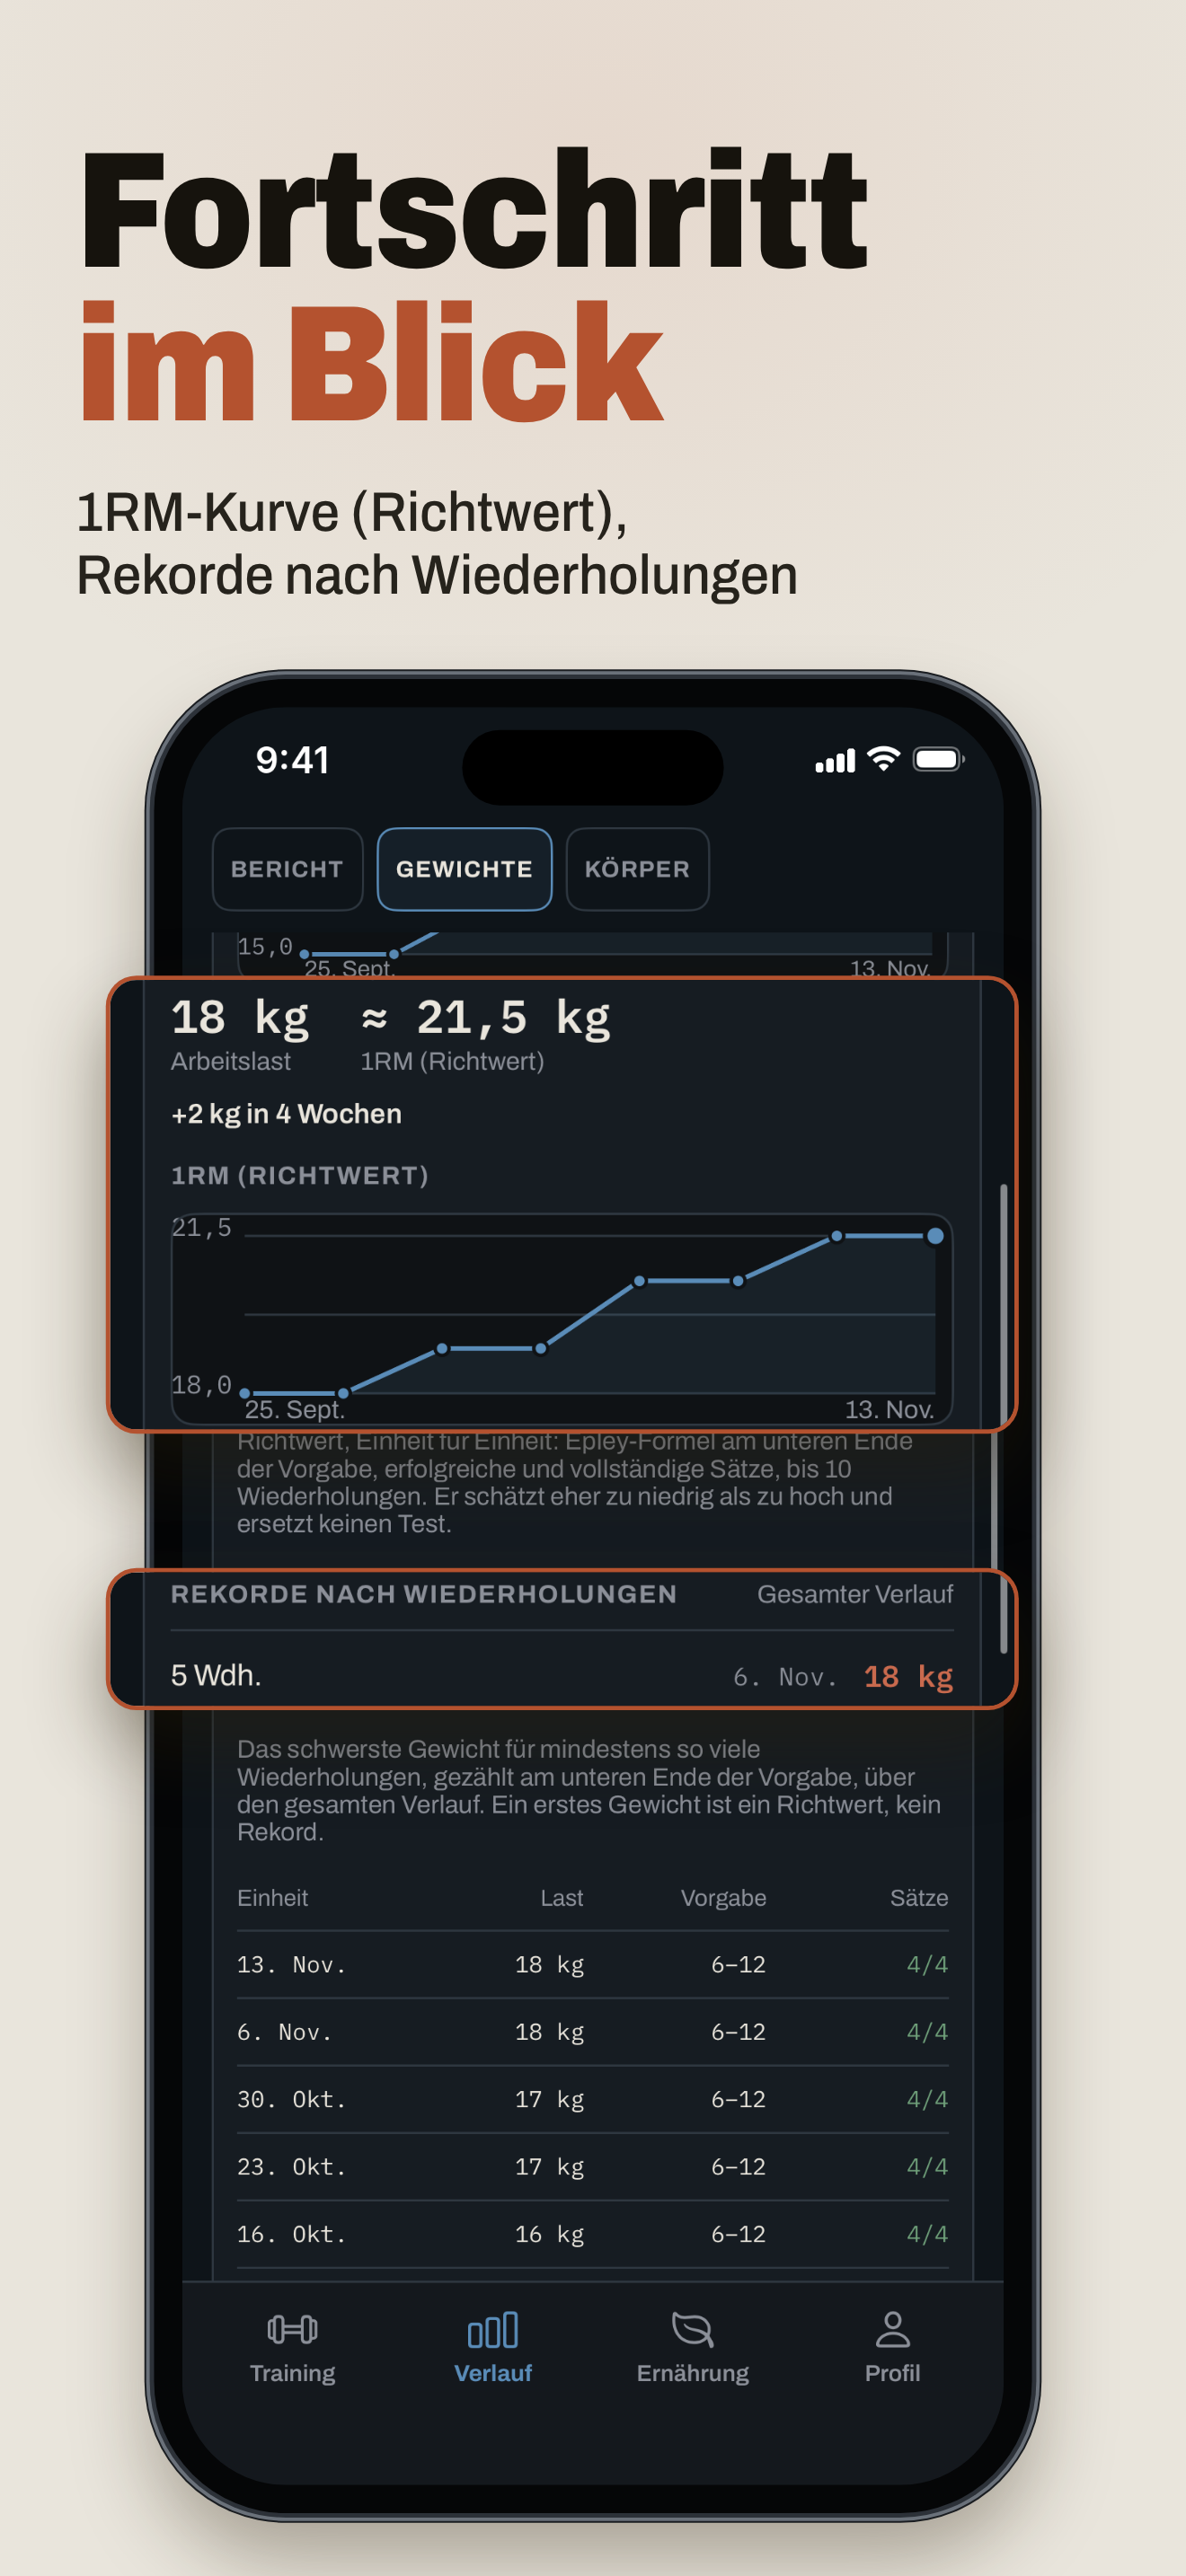 Fortschritt
im Blick
1RM-Kurve (Richtwert),
Rekorde nach Wiederholungen
9:41
BERICHT GEWICHTE KÖRPER
15,0
25. Sept. 13. Nov.
18 kg ≈ 21,5 kg
Arbeitslast 1RM (Richtwert)
+2 kg in 4 Wochen
1RM (RICHTWERT)
21,5
18,0
25. Sept. 13. Nov.
Richtwert, Einheit für Einheit: Epley-Formel am unteren Ende
der Vorgabe, erfolgreiche und vollständige Sätze, bis 10
Wiederholungen. Er schätzt eher zu niedrig als zu hoch und
ersetzt keinen Test.
REKORDE NACH WIEDERHOLUNGEN Gesamter Verlauf
5 Wdh. 6. Nov. 18 kg
Das schwerste Gewicht für mindestens so viele
Wiederholungen, gezählt am unteren Ende der Vorgabe, über
den gesamten Verlauf. Ein erstes Gewicht ist ein Richtwert, kein
Rekord.
Einheit Last Vorgabe Sätze
13. Nov. 18 kg 6–12 4/4
6. Nov. 18 kg 6–12 4/4
30. Okt. 17 kg 6–12 4/4
23. Okt. 17 kg 6–12 4/4
16. Okt. 16 kg 6–12 4/4
Training Verlauf Ernährung Profil